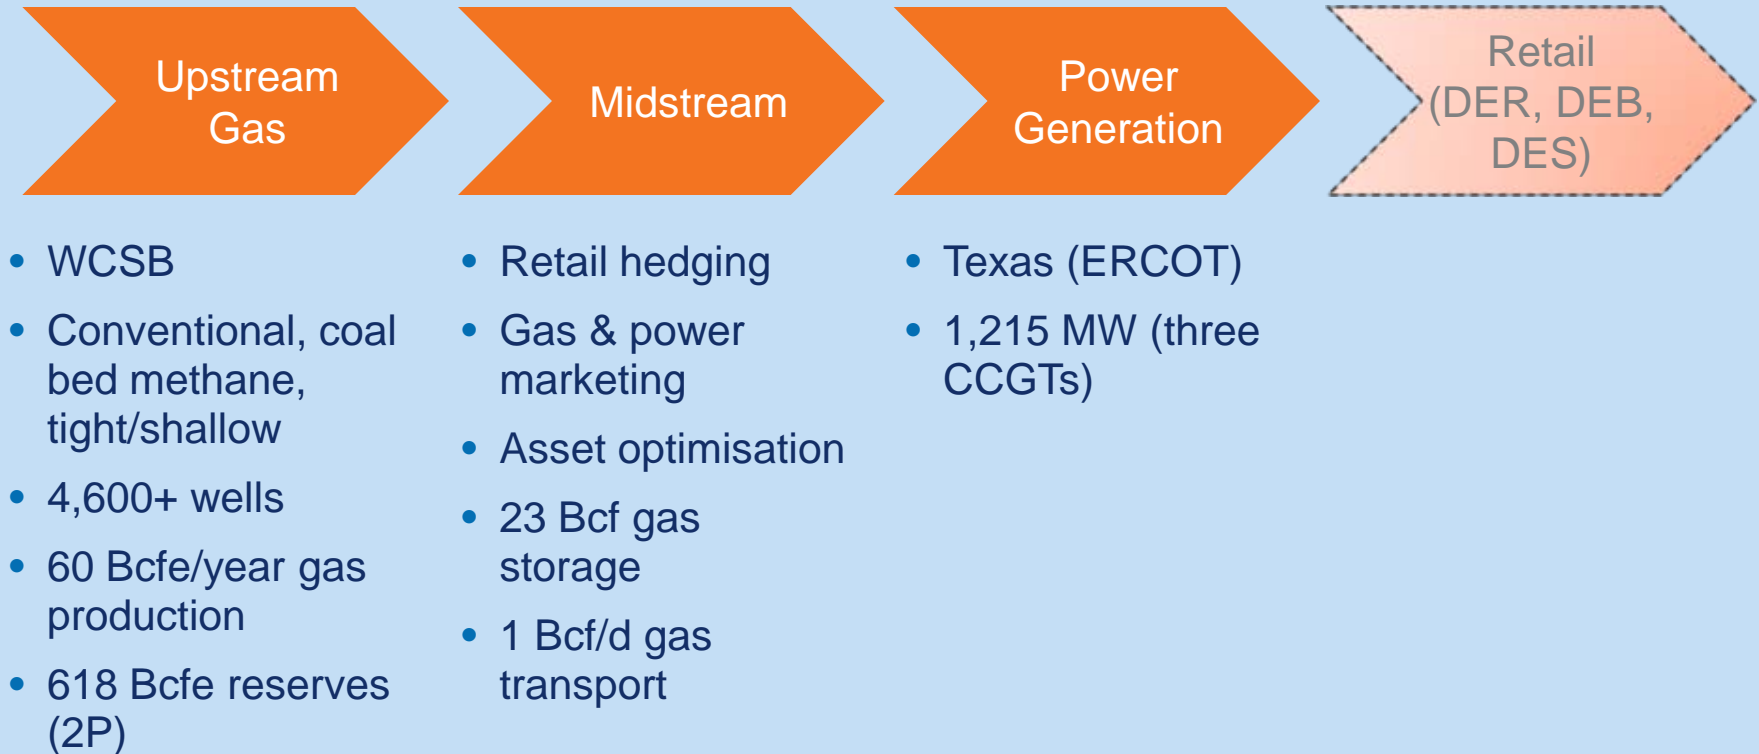 Upstream
Gas
Midstream
Power
Generation
Retail
(DER, DEB,
DES)
• WCSB
• Conventional, coal
bed methane,
tight/shallow
• 4,600+ wells
• 60 Bcfe/year gas
production
• 618 Bcfe reserves
(2P)
• Retail hedging
• Gas & power
marketing
• Asset optimisation
• 23 Bcf gas
storage
• 1 Bcf/d gas
transport
• Texas (ERCOT)
• 1,215 MW (three
CCGTs)